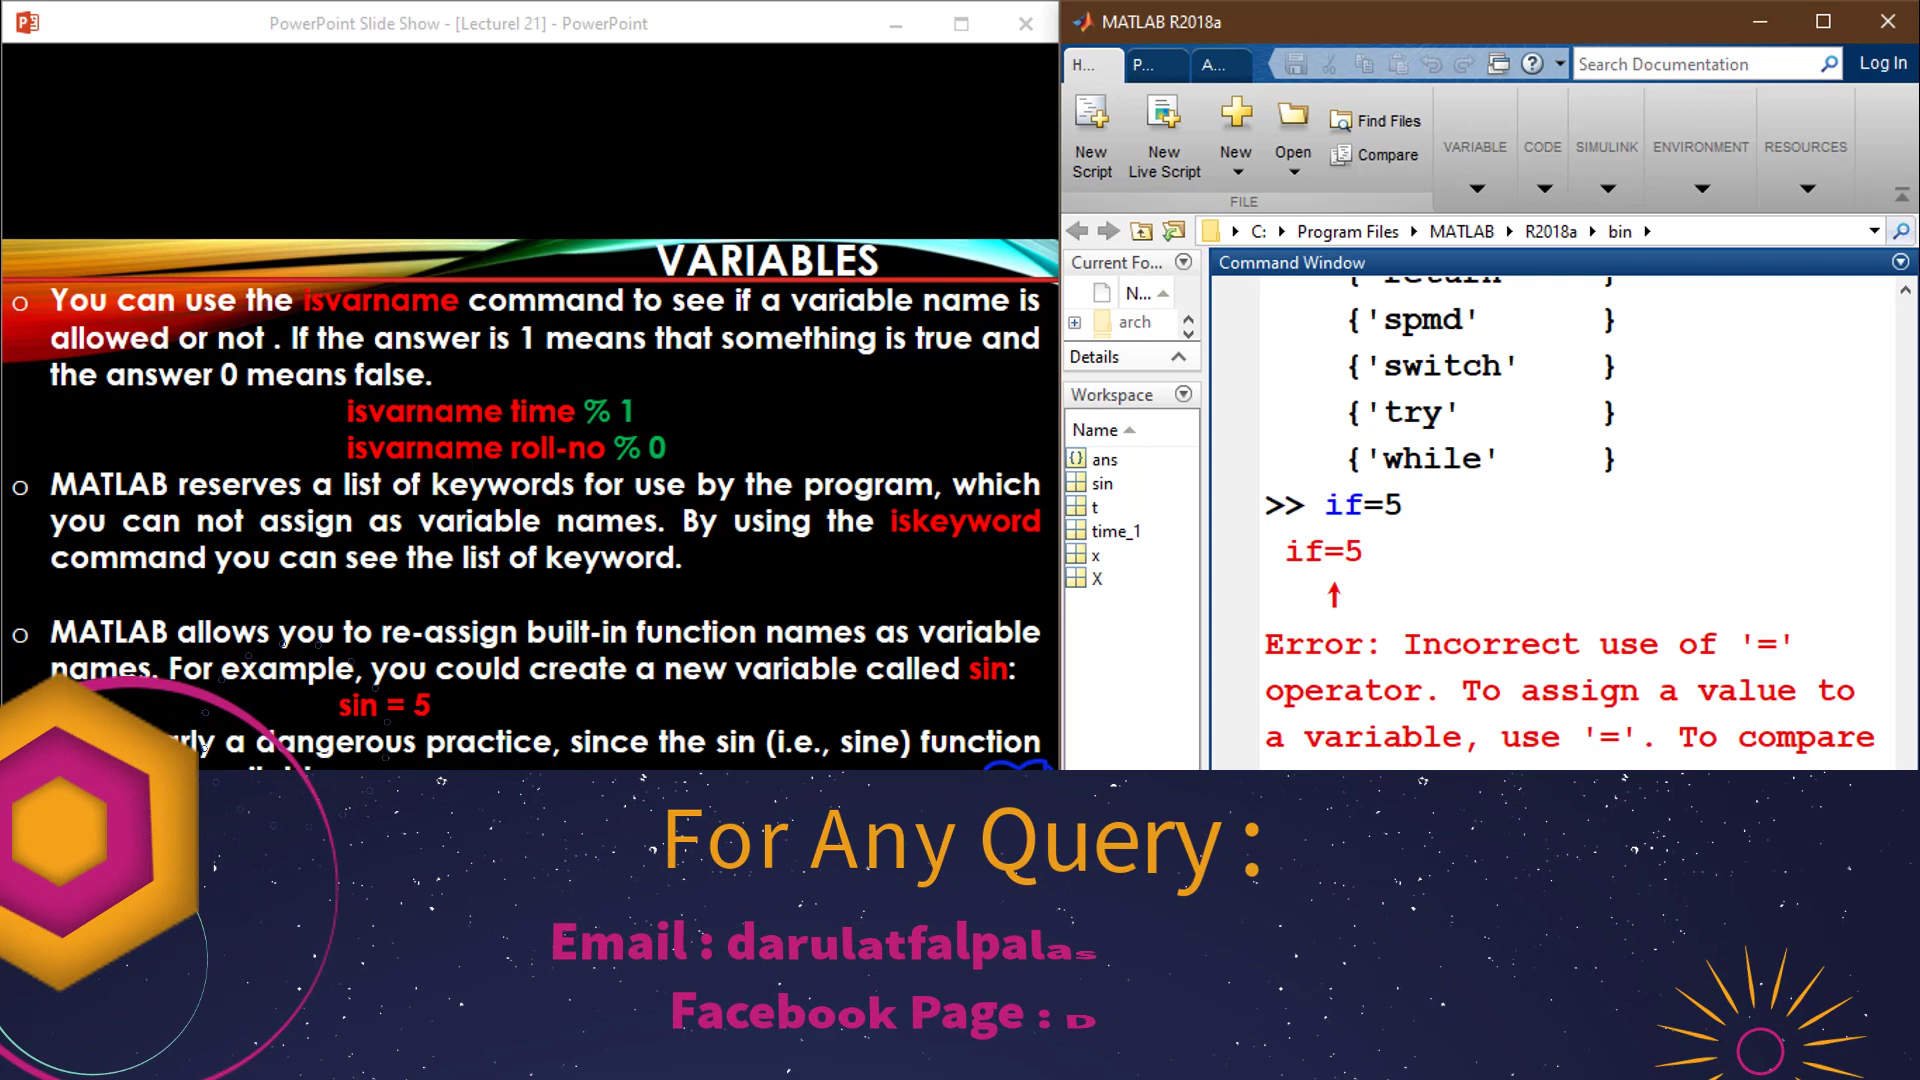 PowerPoint Slide Show - [Lecturel 21] - PowerPoint
VARIABLES
o You can use the isvarname command to see if a variable name is
allowed or not . If the answer is 1 means that something is true and
the answer 0 means false.
isvarname time % 1
isvarname roll-no % 0
o MATLAB reserves a list of keywords for use by the program, which
you can not assign as variable names. By using the iskeyword
command you can see the list of keyword.
o MATLAB allows you to re-assign built-in function names as variable
names. For example, you could create a new variable called sin:
sin = 5
a dangerous practice, since the sin (i.e., sine) function
MATLAB R2018a
H... P... A... Search Documentation Log In
New Script
New Live Script
New
Open
Find Files
Compare
FILE
VARIABLE CODE SIMULINK ENVIRONMENT RESOURCES
C: Program Files MATLAB R2018a bin
Current Fo...
N...
arch
Details
Workspace
Name
ans
sin
t
time_1
x
X
Command Window
{'return' }
{'spmd' }
{'switch' }
{'try' }
{'while' }
>> if=5
if=5
Error: Incorrect use of '='
operator. To assign a value to
a variable, use '='. To compare
For Any Query :
Email : darulatfalpalas
Facebook Page : D